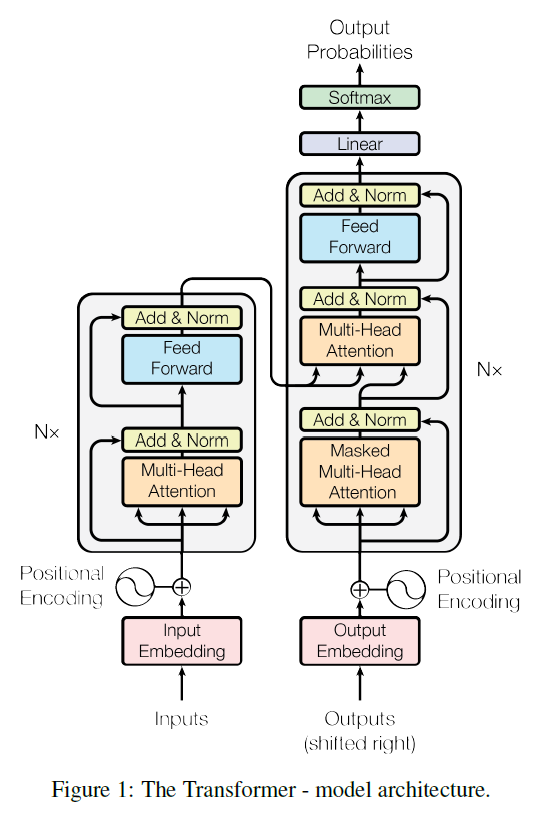 Output
Probabilities
Softmax
Linear
Add & Norm
Feed
Forward
Add & Norm
Multi-Head
Attention
Add & Norm
Masked
Multi-Head
Attention
N×
Positional
Encoding
Output
Embedding
Outputs
(shifted right)
Add & Norm
Feed
Forward
Add & Norm
Multi-Head
Attention
N×
Positional
Encoding
Input
Embedding
Inputs
Figure 1: The Transformer - model architecture.